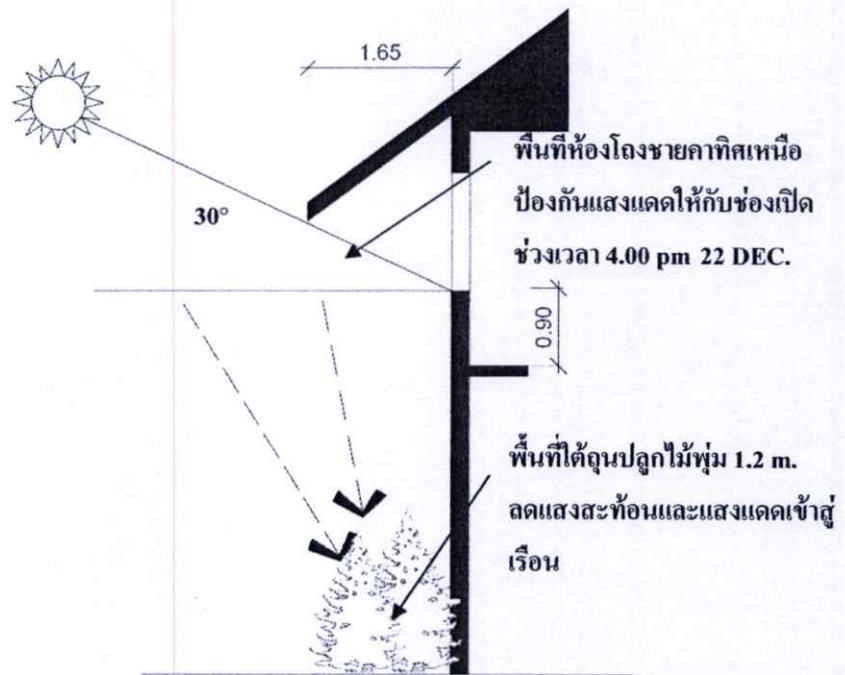 1.65
พื้นที่ห้องโถงชายคาทิศเหนือ
ป้องกันแสงแดดให้กับช่องเปิด
30°
ช่วงเวลา 4.00 pm 22 DEC.
0.90
พื้นที่ใต้ถุนปลูกไม้พุ่ม 1.2 m.
ลดแสงสะท้อนและแสงแดดเข้าสู่
เรือน